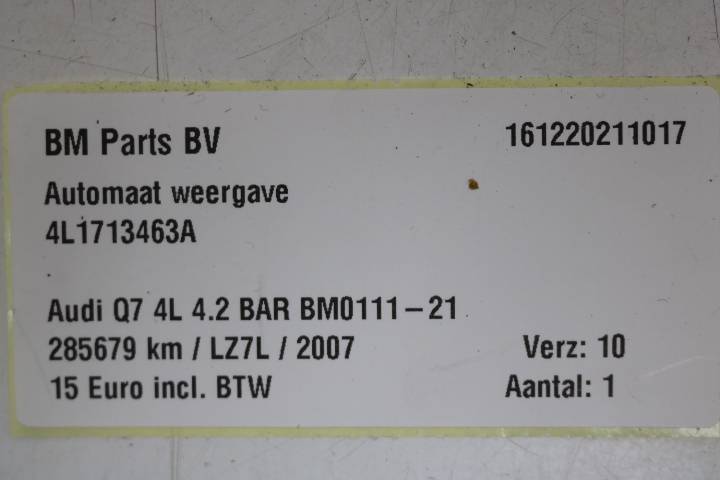 BM Parts BV 161220211017
Automaat weergave
4L1713463A
Audi Q7 4L 4.2 BAR BM0111-21
285679 km / LZ7L / 2007 Verz: 10
15 Euro incl. BTW Aantal: 1